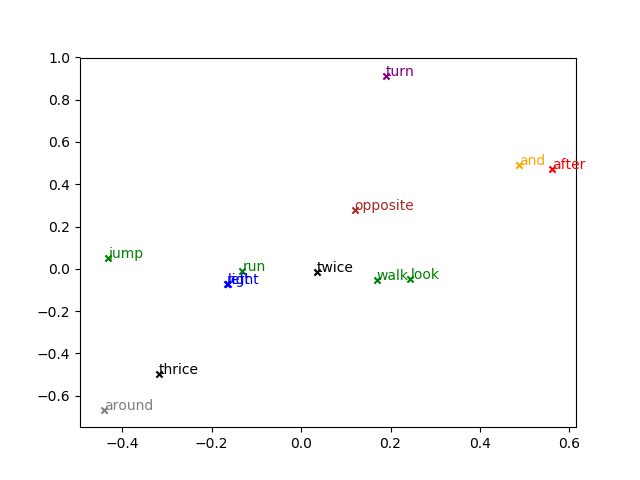 1.0
turn
0.8
0.6
and
after
0.4
opposite
0.2
jump
run
twice
0.0
walk
look
left
right
−0.2
−0.4
thrice
−0.6
around
−0.4
−0.2
0.0
0.2
0.4
0.6